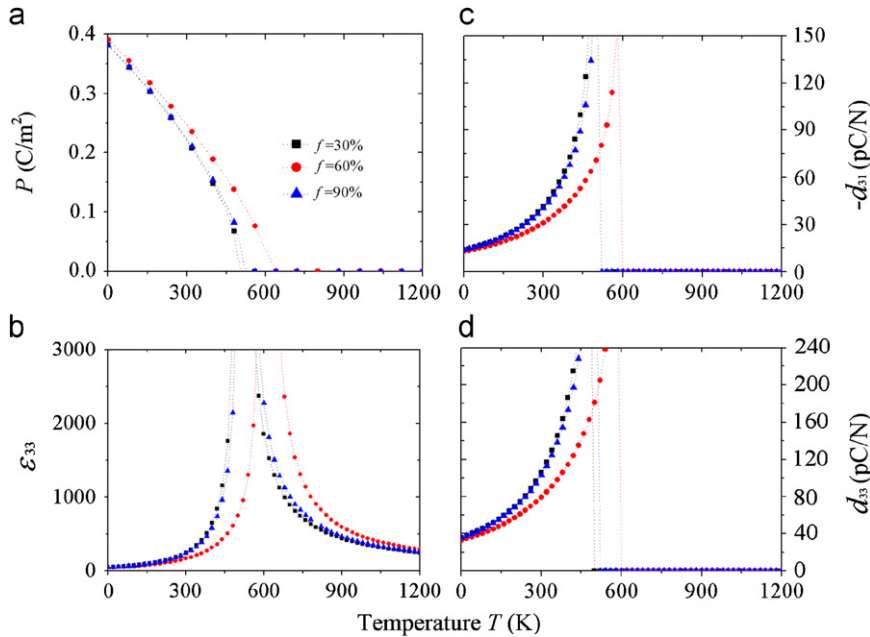 a
0.4
0.3
0.2
0.1
0.0
P (C/m²)
f=30%
f=60%
f=90%
0 300 600 900 1200
c
150
120
90
60
30
0
-d₃₁ (pC/N)
0 300 600 900 1200
b
3000
2000
1000
0
ε₃₃
0 300 600 900 1200
d
240
200
160
120
80
40
0
d₃₃ (pC/N)
0 300 600 900 1200
Temperature T (K)